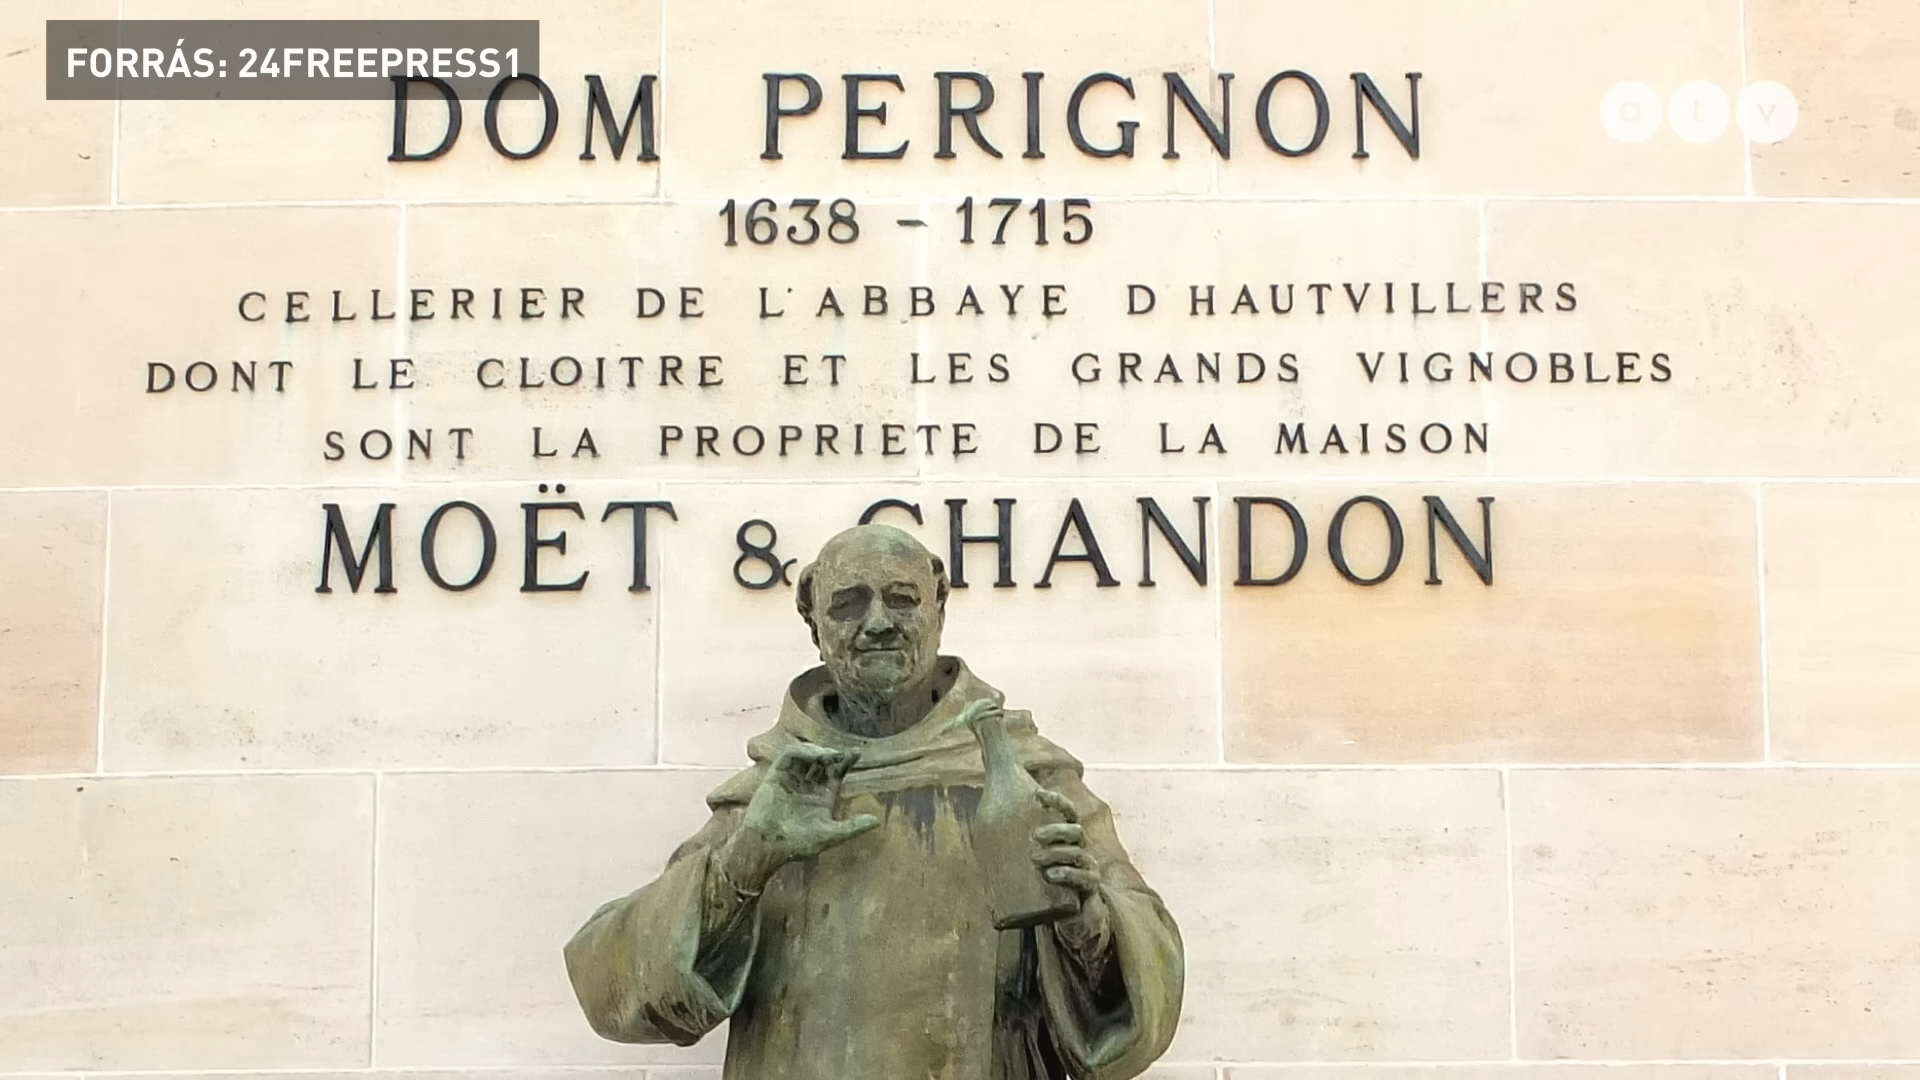 FORRÁS: 24FREEPRESS1
atv
DOM PERIGNON
1638 - 1715
CELLERIER DE L'ABBAYE D HAUTVILLERS
DONT LE CLOITRE ET LES GRANDS VIGNOBLES
SONT LA PROPRIETE DE LA MAISON
MOËT & CHANDON